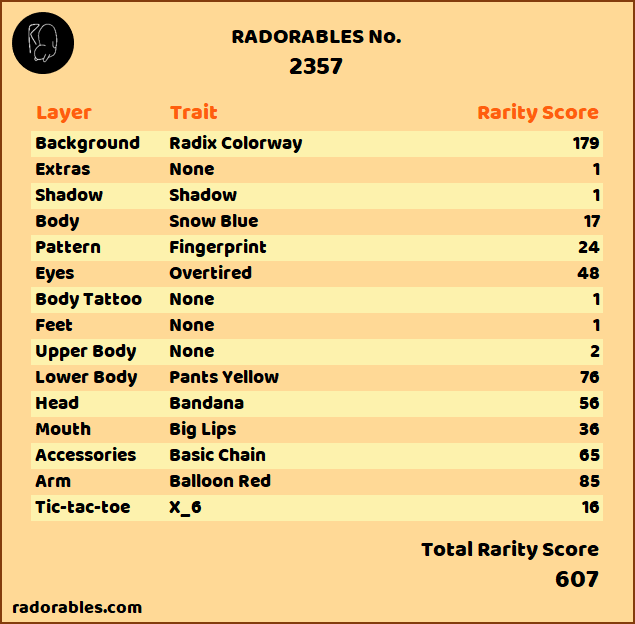 RADORABLES No.
2357
Layer Trait Rarity Score
Background Radix Colorway 179
Extras None 1
Shadow Shadow 1
Body Snow Blue 17
Pattern Fingerprint 24
Eyes Overtired 48
Body Tattoo None 1
Feet None 1
Upper Body None 2
Lower Body Pants Yellow 76
Head Bandana 56
Mouth Big Lips 36
Accessories Basic Chain 65
Arm Balloon Red 85
Tic-tac-toe X_6 16
Total Rarity Score
607
radorables.com